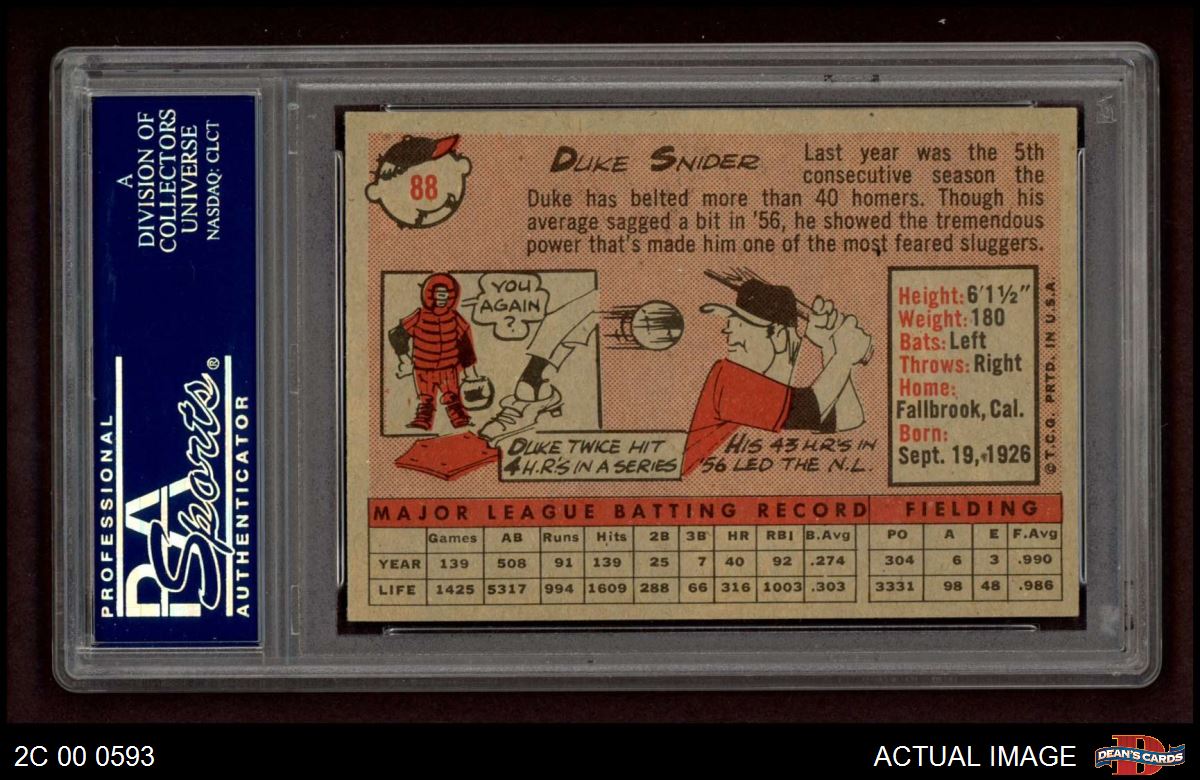 A
DIVISION OF
COLLECTORS
UNIVERSE
NASDAQ: CLCT
PROFESSIONAL
PSA
Sports®
AUTHENTICATOR
88
DUKE SNIDER
Last year was the 5th
consecutive season the
Duke has belted more than 40 homers. Though his
average sagged a bit in '56, he showed the tremendous
power that's made him one of the most feared sluggers.
YOU
AGAIN
?
DUKE TWICE HIT
4 H.R.'S IN A SERIES
HIS 43 H.R.'S IN
'56 LED THE N.L.
Height: 6'1½"
Weight: 180
Bats: Left
Throws: Right
Home:
Fallbrook, Cal.
Born:
Sept. 19, 1926
© T.C.G. PRTD. IN U.S.A.
MAJOR LEAGUE BATTING RECORD FIELDING
Games AB Runs Hits 2B 3B HR RBI B.Avg PO A E F.Avg
YEAR 139 508 91 139 25 7 40 92 .274 304 6 3 .990
LIFE 1425 5317 994 1609 288 66 316 1003 .303 3331 98 48 .986
2C 00 0593
ACTUAL IMAGE
D
DEAN'S CARDS